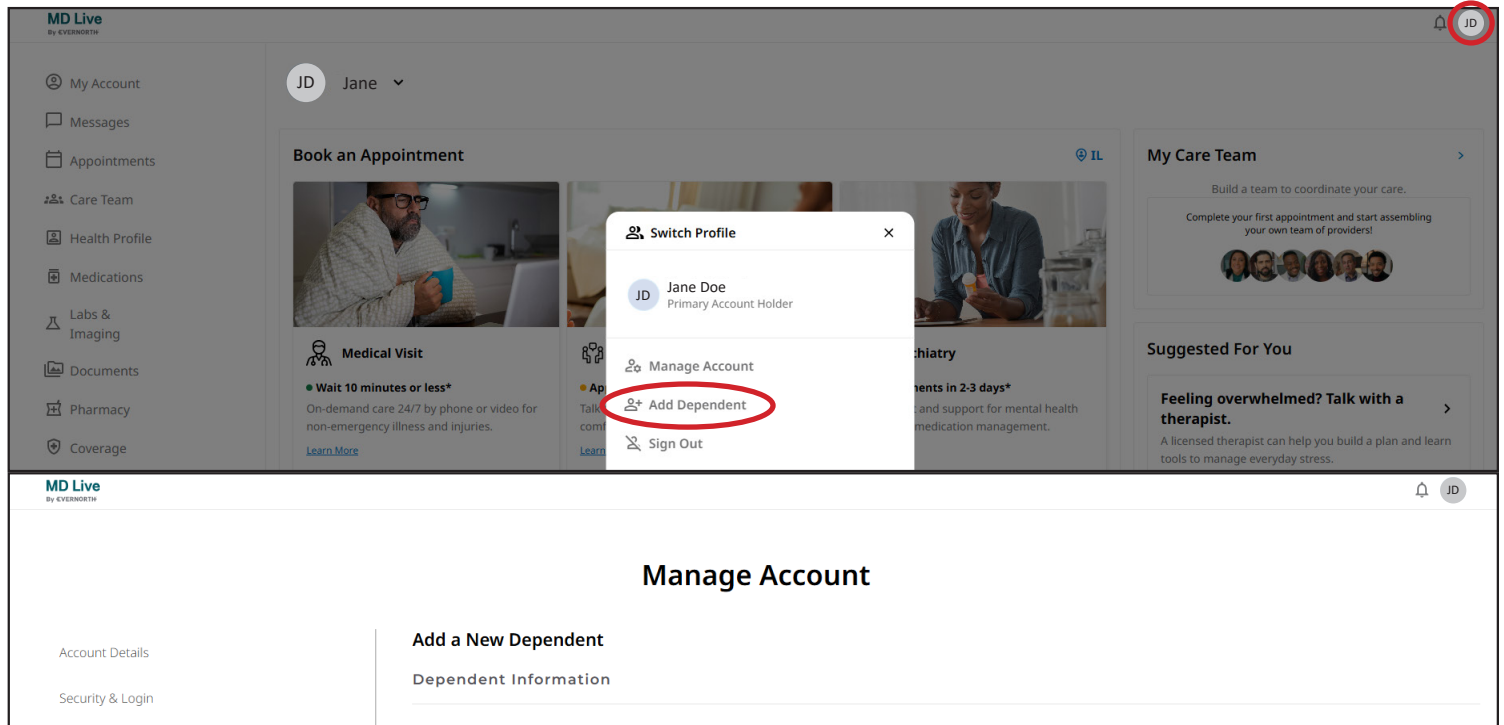 MD Live
By EVERNORTH
JD
My Account
Messages
Appointments
Care Team
Health Profile
Medications
Labs &
Imaging
Documents
Pharmacy
Coverage
JD Jane
Book an Appointment
IL
Medical Visit
Wait 10 minutes or less*
On-demand care 24/7 by phone or video for
non-emergency illness and injuries.
Learn More
Ap
Talk
comf
Learn
chiatry
ments in 2-3 days*
and support for mental health
medication management.
Switch Profile
JD
Jane Doe
Primary Account Holder
Manage Account
Add Dependent
Sign Out
My Care Team
Build a team to coordinate your care.
Complete your first appointment and start assembling
your own team of providers!
Suggested For You
Feeling overwhelmed? Talk with a
therapist.
A licensed therapist can help you build a plan and learn
tools to manage everyday stress.
MD Live
By EVERNORTH
JD
Manage Account
Account Details
Security & Login
Add a New Dependent
Dependent Information